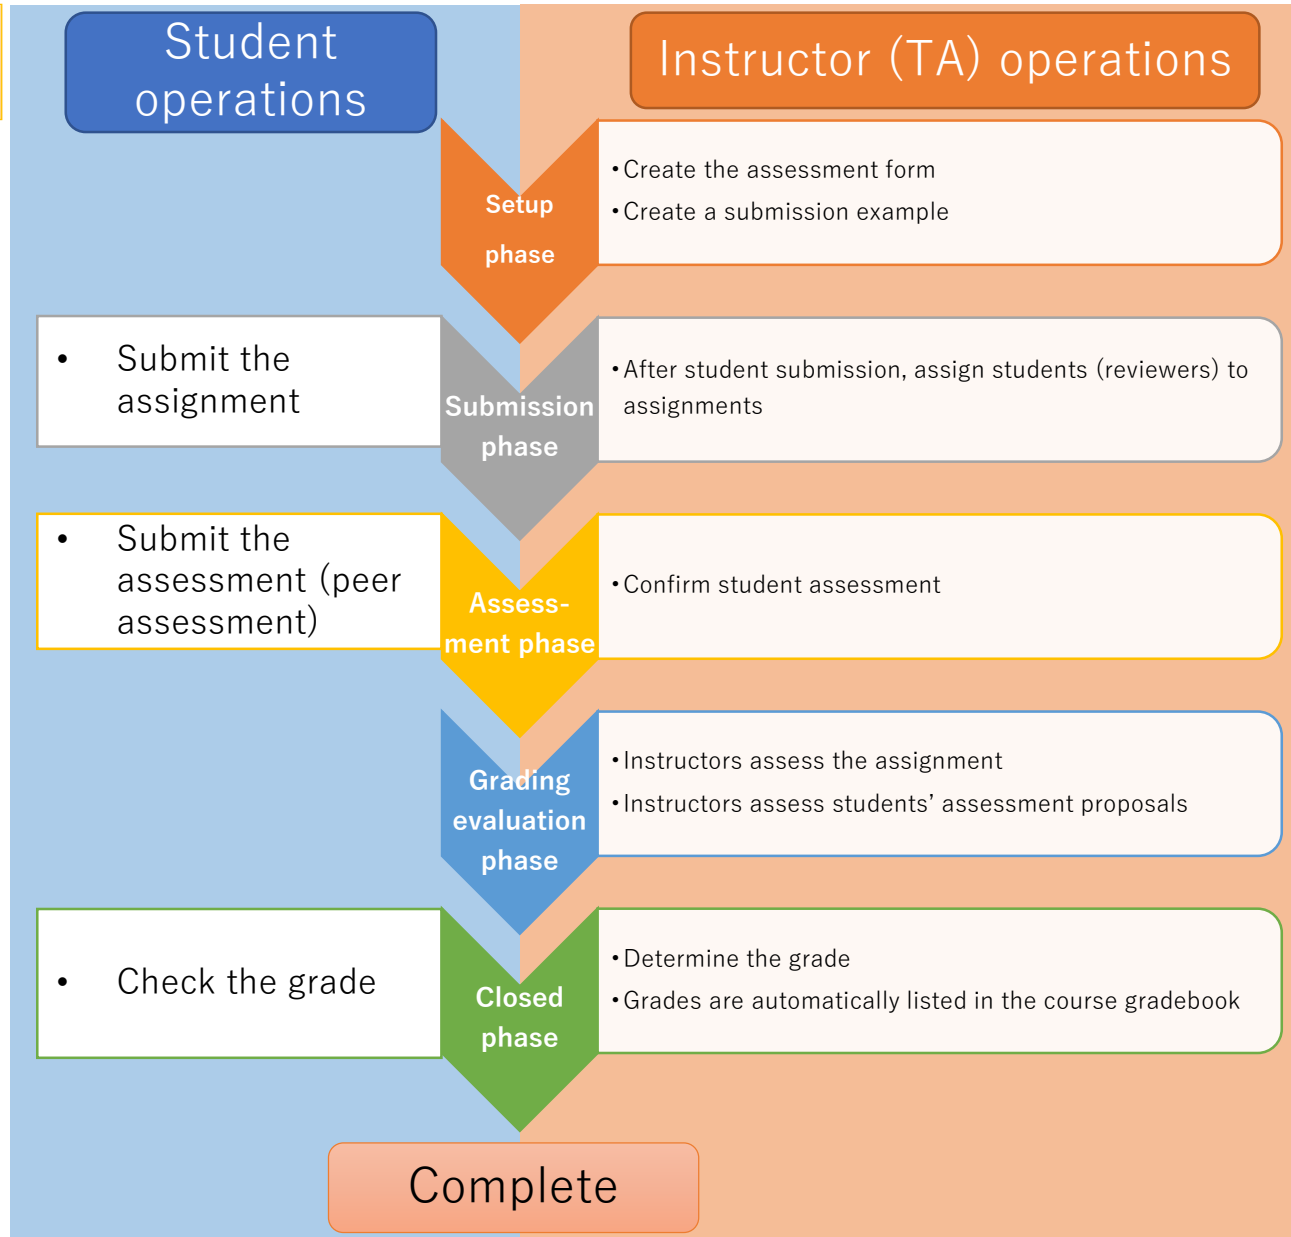 Student
operations
Instructor (TA) operations
Setup
phase
•Create the assessment form
•Create a submission example
• Submit the
assignment
Submission
phase
•After student submission, assign students (reviewers) to
assignments
• Submit the
assessment (peer
assessment)
Assess-
ment phase
•Confirm student assessment
Grading
evaluation
phase
•Instructors assess the assignment
•Instructors assess students’ assessment proposals
• Check the grade
Closed
phase
•Determine the grade
•Grades are automatically listed in the course gradebook
Complete